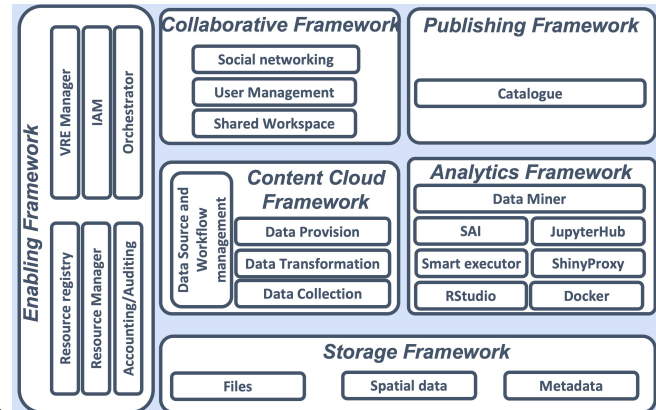 Enabling Framework
VRE Manager
IAM
Orchestrator
Resource registry
Resource Manager
Accounting/Auditing
Collaborative Framework
Social networking
User Management
Shared Workspace
Publishing Framework
Catalogue
Content Cloud
Framework
Data Source and
Workflow
management
Data Provision
Data Transformation
Data Collection
Analytics Framework
Data Miner
SAI
JupyterHub
Smart executor
ShinyProxy
RStudio
Docker
Storage Framework
Files
Spatial data
Metadata